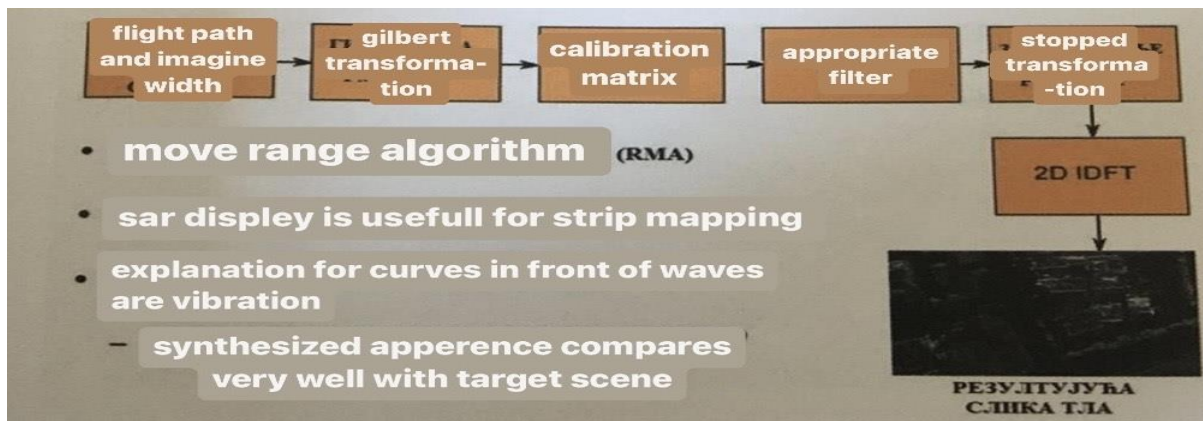 flight path
and imagine
width
gilbert
transforma-
tion
calibration
matrix
appropriate
filter
stopped
transforma
-tion
2D IDFT
• move range algorithm (RMA)
• sar displey is usefull for strip mapping
• explanation for curves in front of waves
are vibration
– synthesized apperence compares
very well with target scene
РЕЗУЛТУЈУЋА
СЛИКА ТЛА